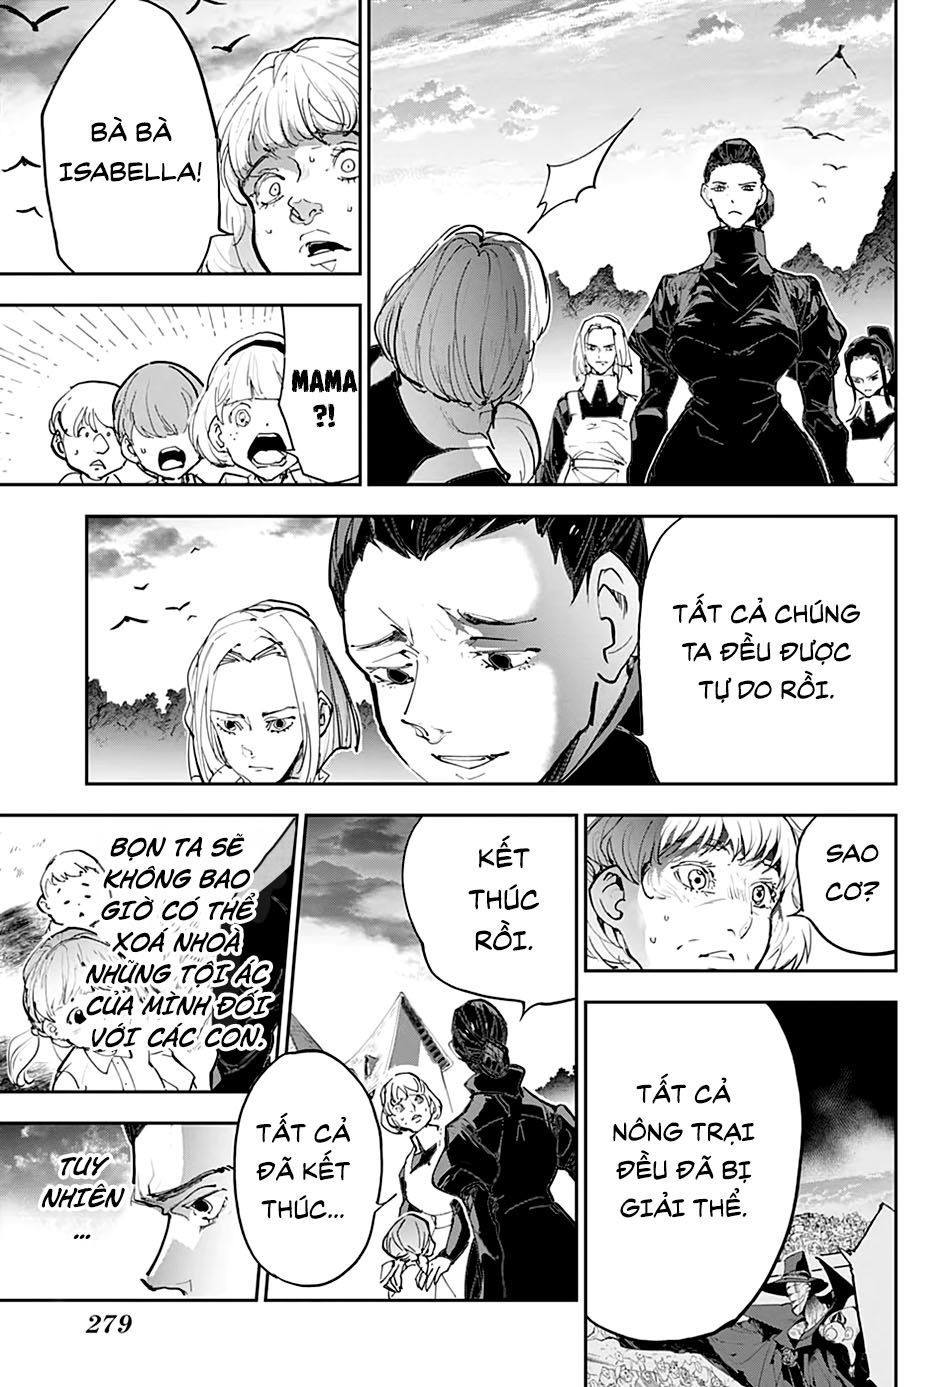 BÀ BÀ
ISABELLA!
MAMA
?!
TẤT CẢ CHÚNG
TA ĐỀU ĐƯỢC
TỰ DO RỒI.
SAO
CƠ?
KẾT
THÚC
RỒI.
BỌN TA SẼ
KHÔNG BAO
GIỜ CÓ THỂ
XOÁ NHOÀ
NHỮNG TỘI ÁC
CỦA MÌNH ĐỐI
VỚI CÁC CON.
TẤT CẢ
NÔNG TRẠI
ĐỀU ĐÃ BỊ
GIẢI THỂ.
TẤT CẢ
ĐÃ KẾT
THÚC...
TUY
NHIÊN
...
279